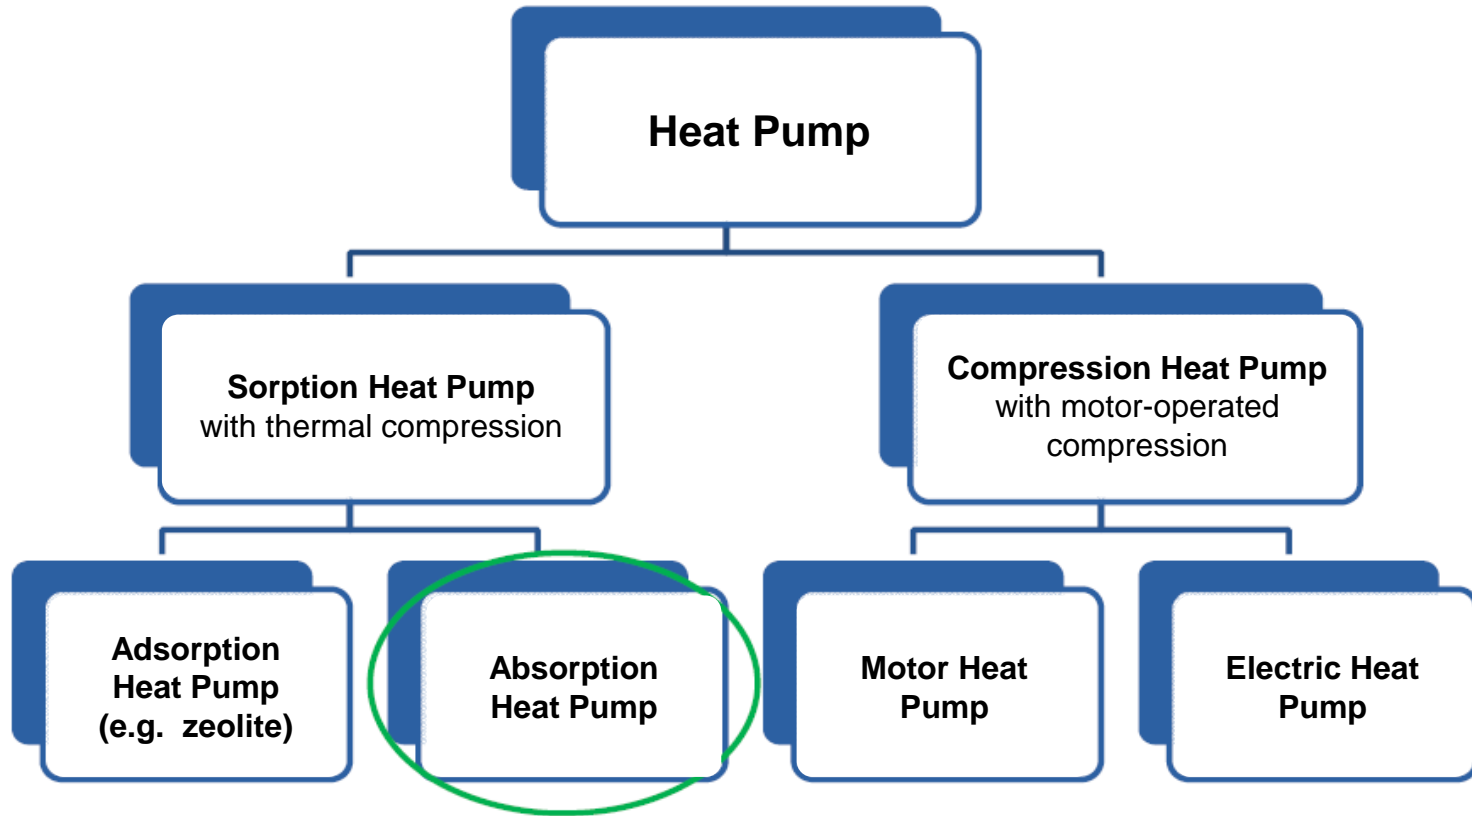 Heat Pump
Sorption Heat Pump
with thermal compression
Compression Heat Pump
with motor-operated
compression
Adsorption
Heat Pump
(e.g. zeolite)
Absorption
Heat Pump
Motor Heat
Pump
Electric Heat
Pump